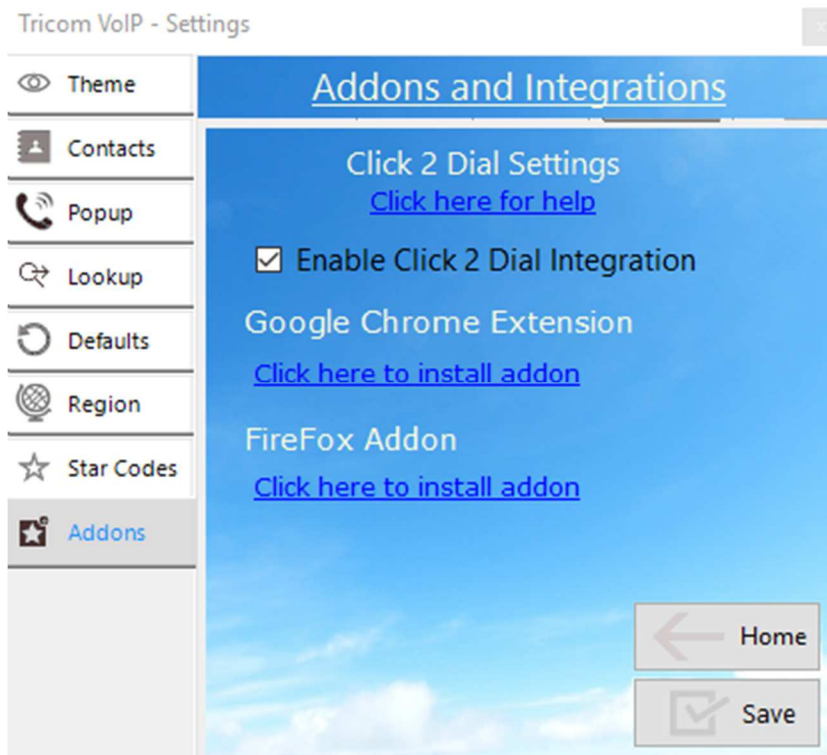 Tricom VoIP - Settings
x
Theme
Contacts
Popup
Lookup
Defaults
Region
Star Codes
Addons
Addons and Integrations
Click 2 Dial Settings
Click here for help
Enable Click 2 Dial Integration
Google Chrome Extension
Click here to install addon
FireFox Addon
Click here to install addon
Home
Save